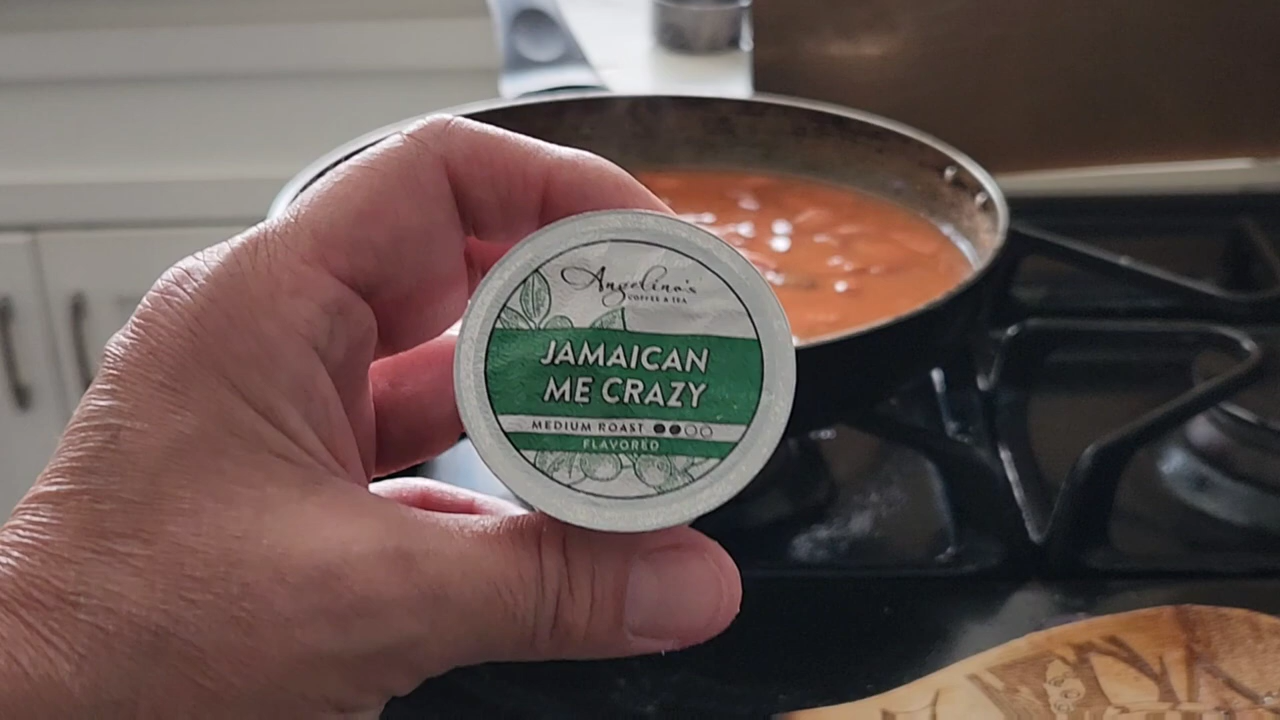 Angelino's
COFFEE & TEA
JAMAICAN
ME CRAZY
MEDIUM ROAST
FLAVORED